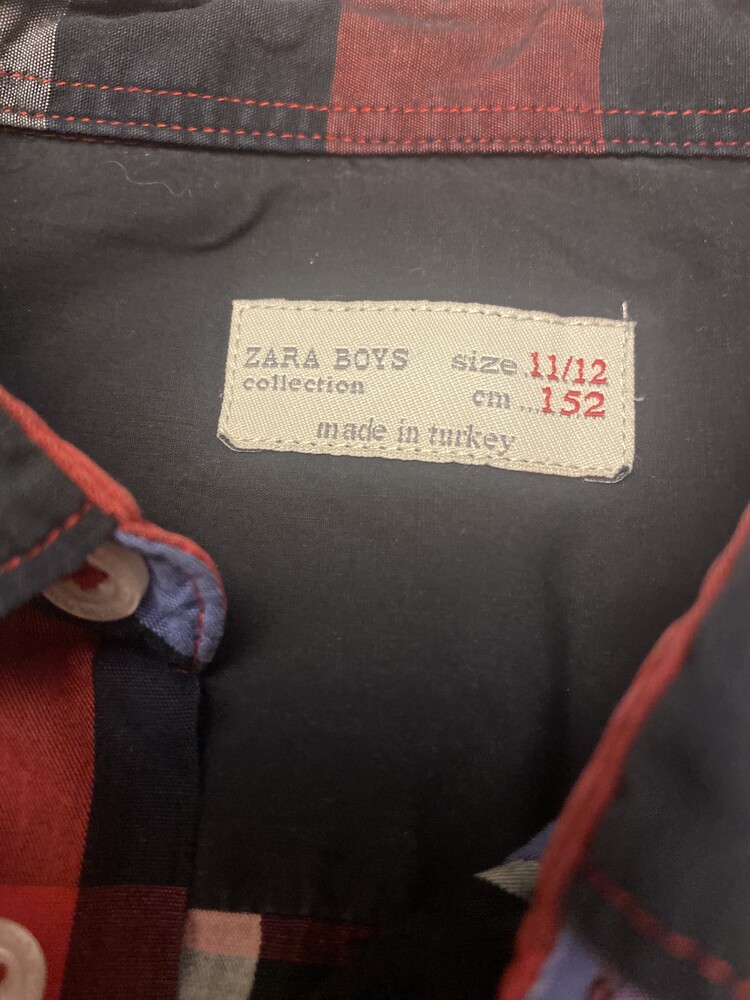 ZARA BOYS size 11/12
collection cm ...152
made in turkey